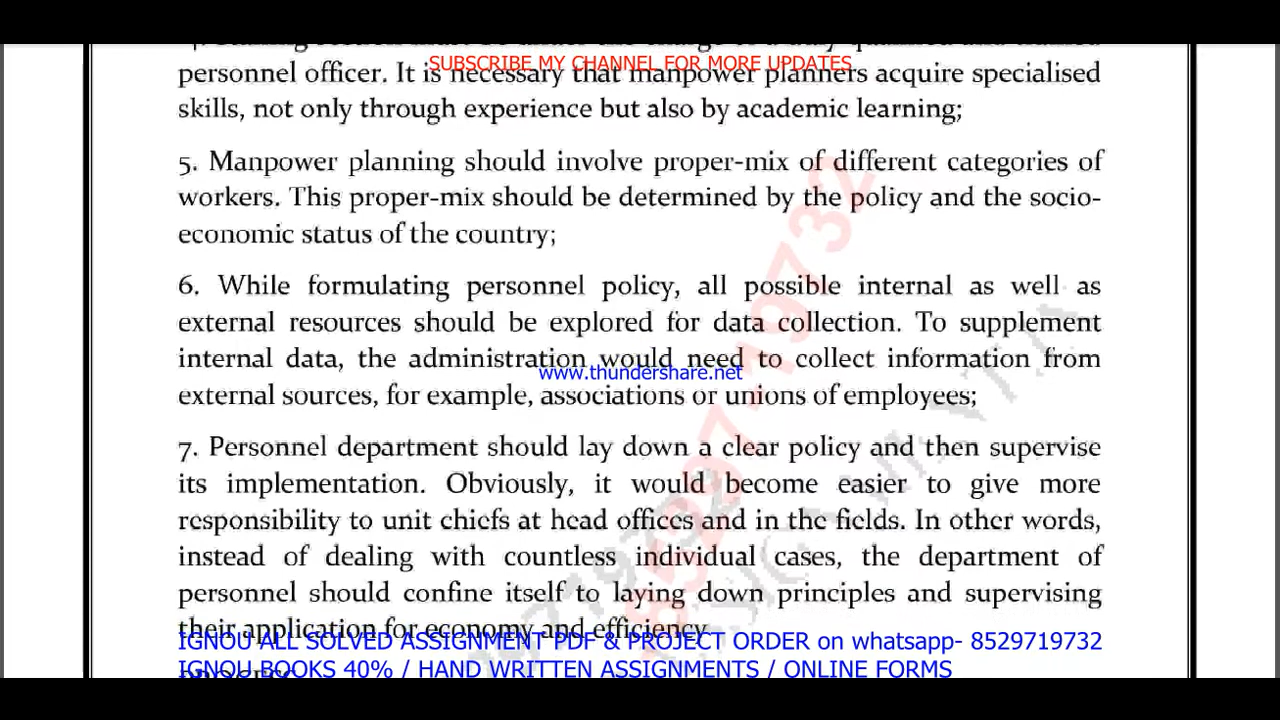 SUBSCRIBE MY CHANNEL FOR MORE UPDATES
personnel officer. It is necessary that manpower planners acquire specialised
skills, not only through experience but also by academic learning;
5. Manpower planning should involve proper-mix of different categories of
workers. This proper-mix should be determined by the policy and the socio-
economic status of the country;
6. While formulating personnel policy, all possible internal as well as
external resources should be explored for data collection. To supplement
internal data, the administration would need to collect information from
www.thundershare.net
external sources, for example, associations or unions of employees;
7. Personnel department should lay down a clear policy and then supervise
its implementation. Obviously, it would become easier to give more
responsibility to unit chiefs at head offices and in the fields. In other words,
instead of dealing with countless individual cases, the department of
personnel should confine itself to laying down principles and supervising
their application for economy and efficiency
IGNOU ALL SOLVED ASSIGNMENT PDF & PROJECT ORDER on whatsapp- 8529719732
IGNOU BOOKS 40% / HAND WRITTEN ASSIGNMENTS / ONLINE FORMS